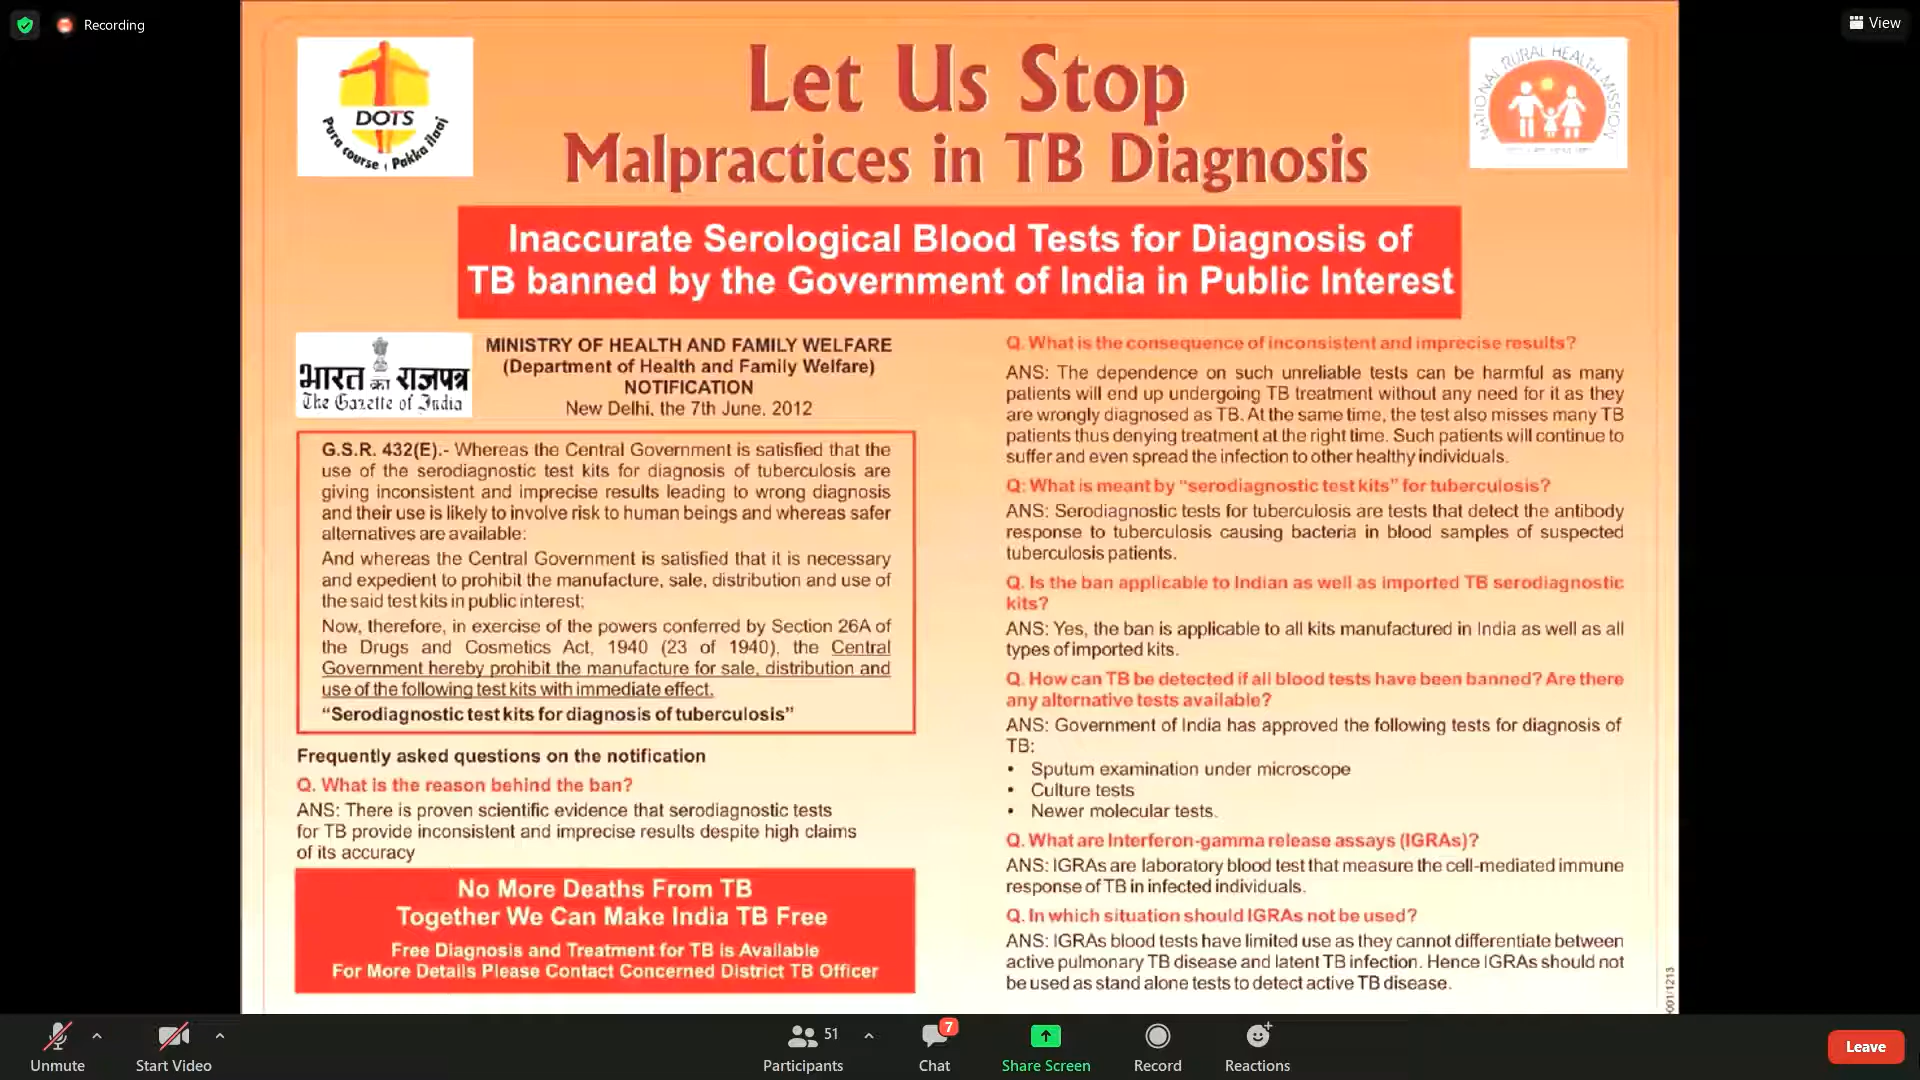 Recording
View
DOTS
Pura course, Pakka ilaaj
Let Us Stop
Malpractices in TB Diagnosis
NATIONAL RURAL HEALTH MISSION
Inaccurate Serological Blood Tests for Diagnosis of
TB banned by the Government of India in Public Interest
भारत का राजपत्र
The Gazette of India
MINISTRY OF HEALTH AND FAMILY WELFARE
(Department of Health and Family Welfare)
NOTIFICATION
New Delhi, the 7th June, 2012
G.S.R. 432(E).- Whereas the Central Government is satisfied that the
use of the serodiagnostic test kits for diagnosis of tuberculosis are
giving inconsistent and imprecise results leading to wrong diagnosis
and their use is likely to involve risk to human beings and whereas safer
alternatives are available:
And whereas the Central Government is satisfied that it is necessary
and expedient to prohibit the manufacture, sale, distribution and use of
the said test kits in public interest;
Now, therefore, in exercise of the powers conferred by Section 26A of
the Drugs and Cosmetics Act, 1940 (23 of 1940), the Central
Government hereby prohibit the manufacture for sale, distribution and
use of the following test kits with immediate effect.
“Serodiagnostic test kits for diagnosis of tuberculosis”
Frequently asked questions on the notification
Q. What is the reason behind the ban?
ANS: There is proven scientific evidence that serodiagnostic tests
for TB provide inconsistent and imprecise results despite high claims
of its accuracy
No More Deaths From TB
Together We Can Make India TB Free
Free Diagnosis and Treatment for TB is Available
For More Details Please Contact Concerned District TB Officer
Q. What is the consequence of inconsistent and imprecise results?
ANS: The dependence on such unreliable tests can be harmful as many
patients will end up undergoing TB treatment without any need for it as they
are wrongly diagnosed as TB. At the same time, the test also misses many TB
patients thus denying treatment at the right time. Such patients will continue to
suffer and even spread the infection to other healthy individuals.
Q: What is meant by “serodiagnostic test kits” for tuberculosis?
ANS: Serodiagnostic tests for tuberculosis are tests that detect the antibody
response to tuberculosis causing bacteria in blood samples of suspected
tuberculosis patients.
Q. Is the ban applicable to Indian as well as imported TB serodiagnostic
kits?
ANS: Yes, the ban is applicable to all kits manufactured in India as well as all
types of imported kits.
Q. How can TB be detected if all blood tests have been banned? Are there
any alternative tests available?
ANS: Government of India has approved the following tests for diagnosis of
TB:
• Sputum examination under microscope
• Culture tests
• Newer molecular tests.
Q. What are Interferon-gamma release assays (IGRAs)?
ANS: IGRAs are laboratory blood test that measure the cell-mediated immune
response of TB in infected individuals.
Q. In which situation should IGRAs not be used?
ANS: IGRAs blood tests have limited use as they cannot differentiate between
active pulmonary TB disease and latent TB infection. Hence IGRAs should not
be used as stand alone tests to detect active TB disease.
Unmute
Start Video
51
Participants
7
Chat
Share Screen
Record
Reactions
Leave